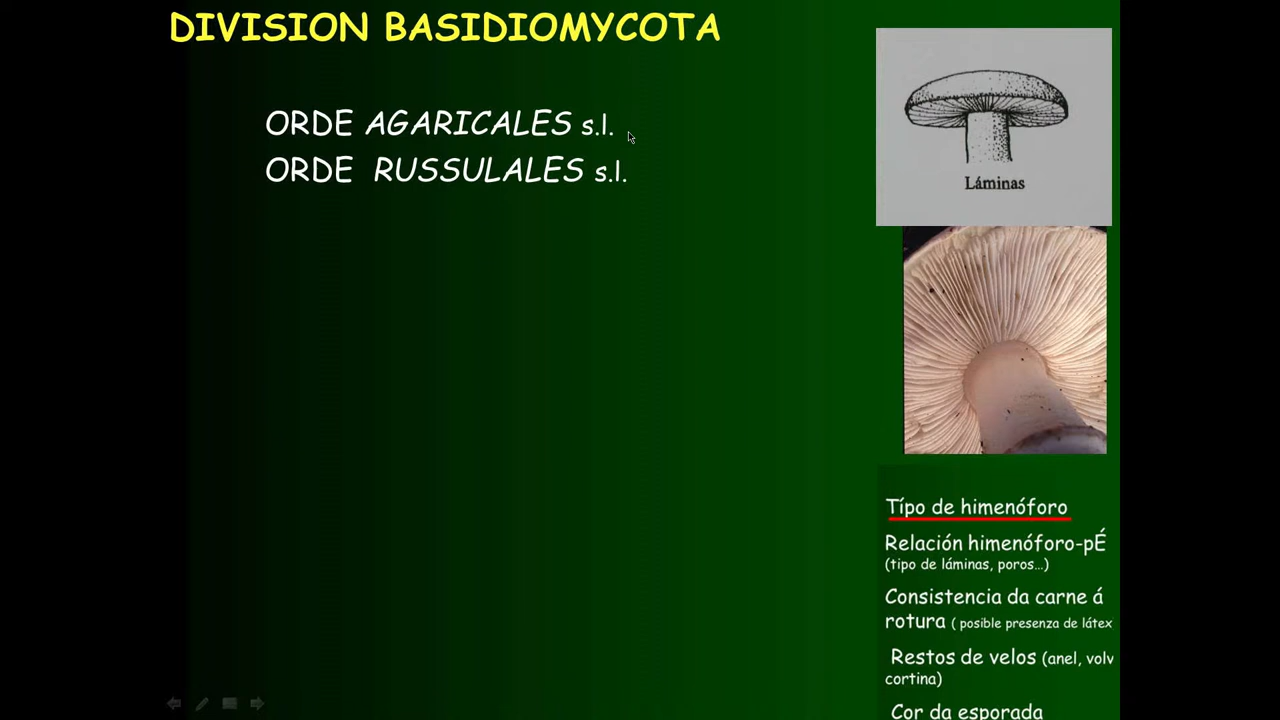 DIVISION BASIDIOMYCOTA
ORDE AGARICALES s.l.
ORDE RUSSULALES s.l.
Láminas
Típo de himenóforo
Relación himenóforo-pÉ
(tipo de láminas, poros...)
Consistencia da carne á
rotura ( posible presenza de látex
Restos de velos (anel, volv
cortina)
Cor da esporada